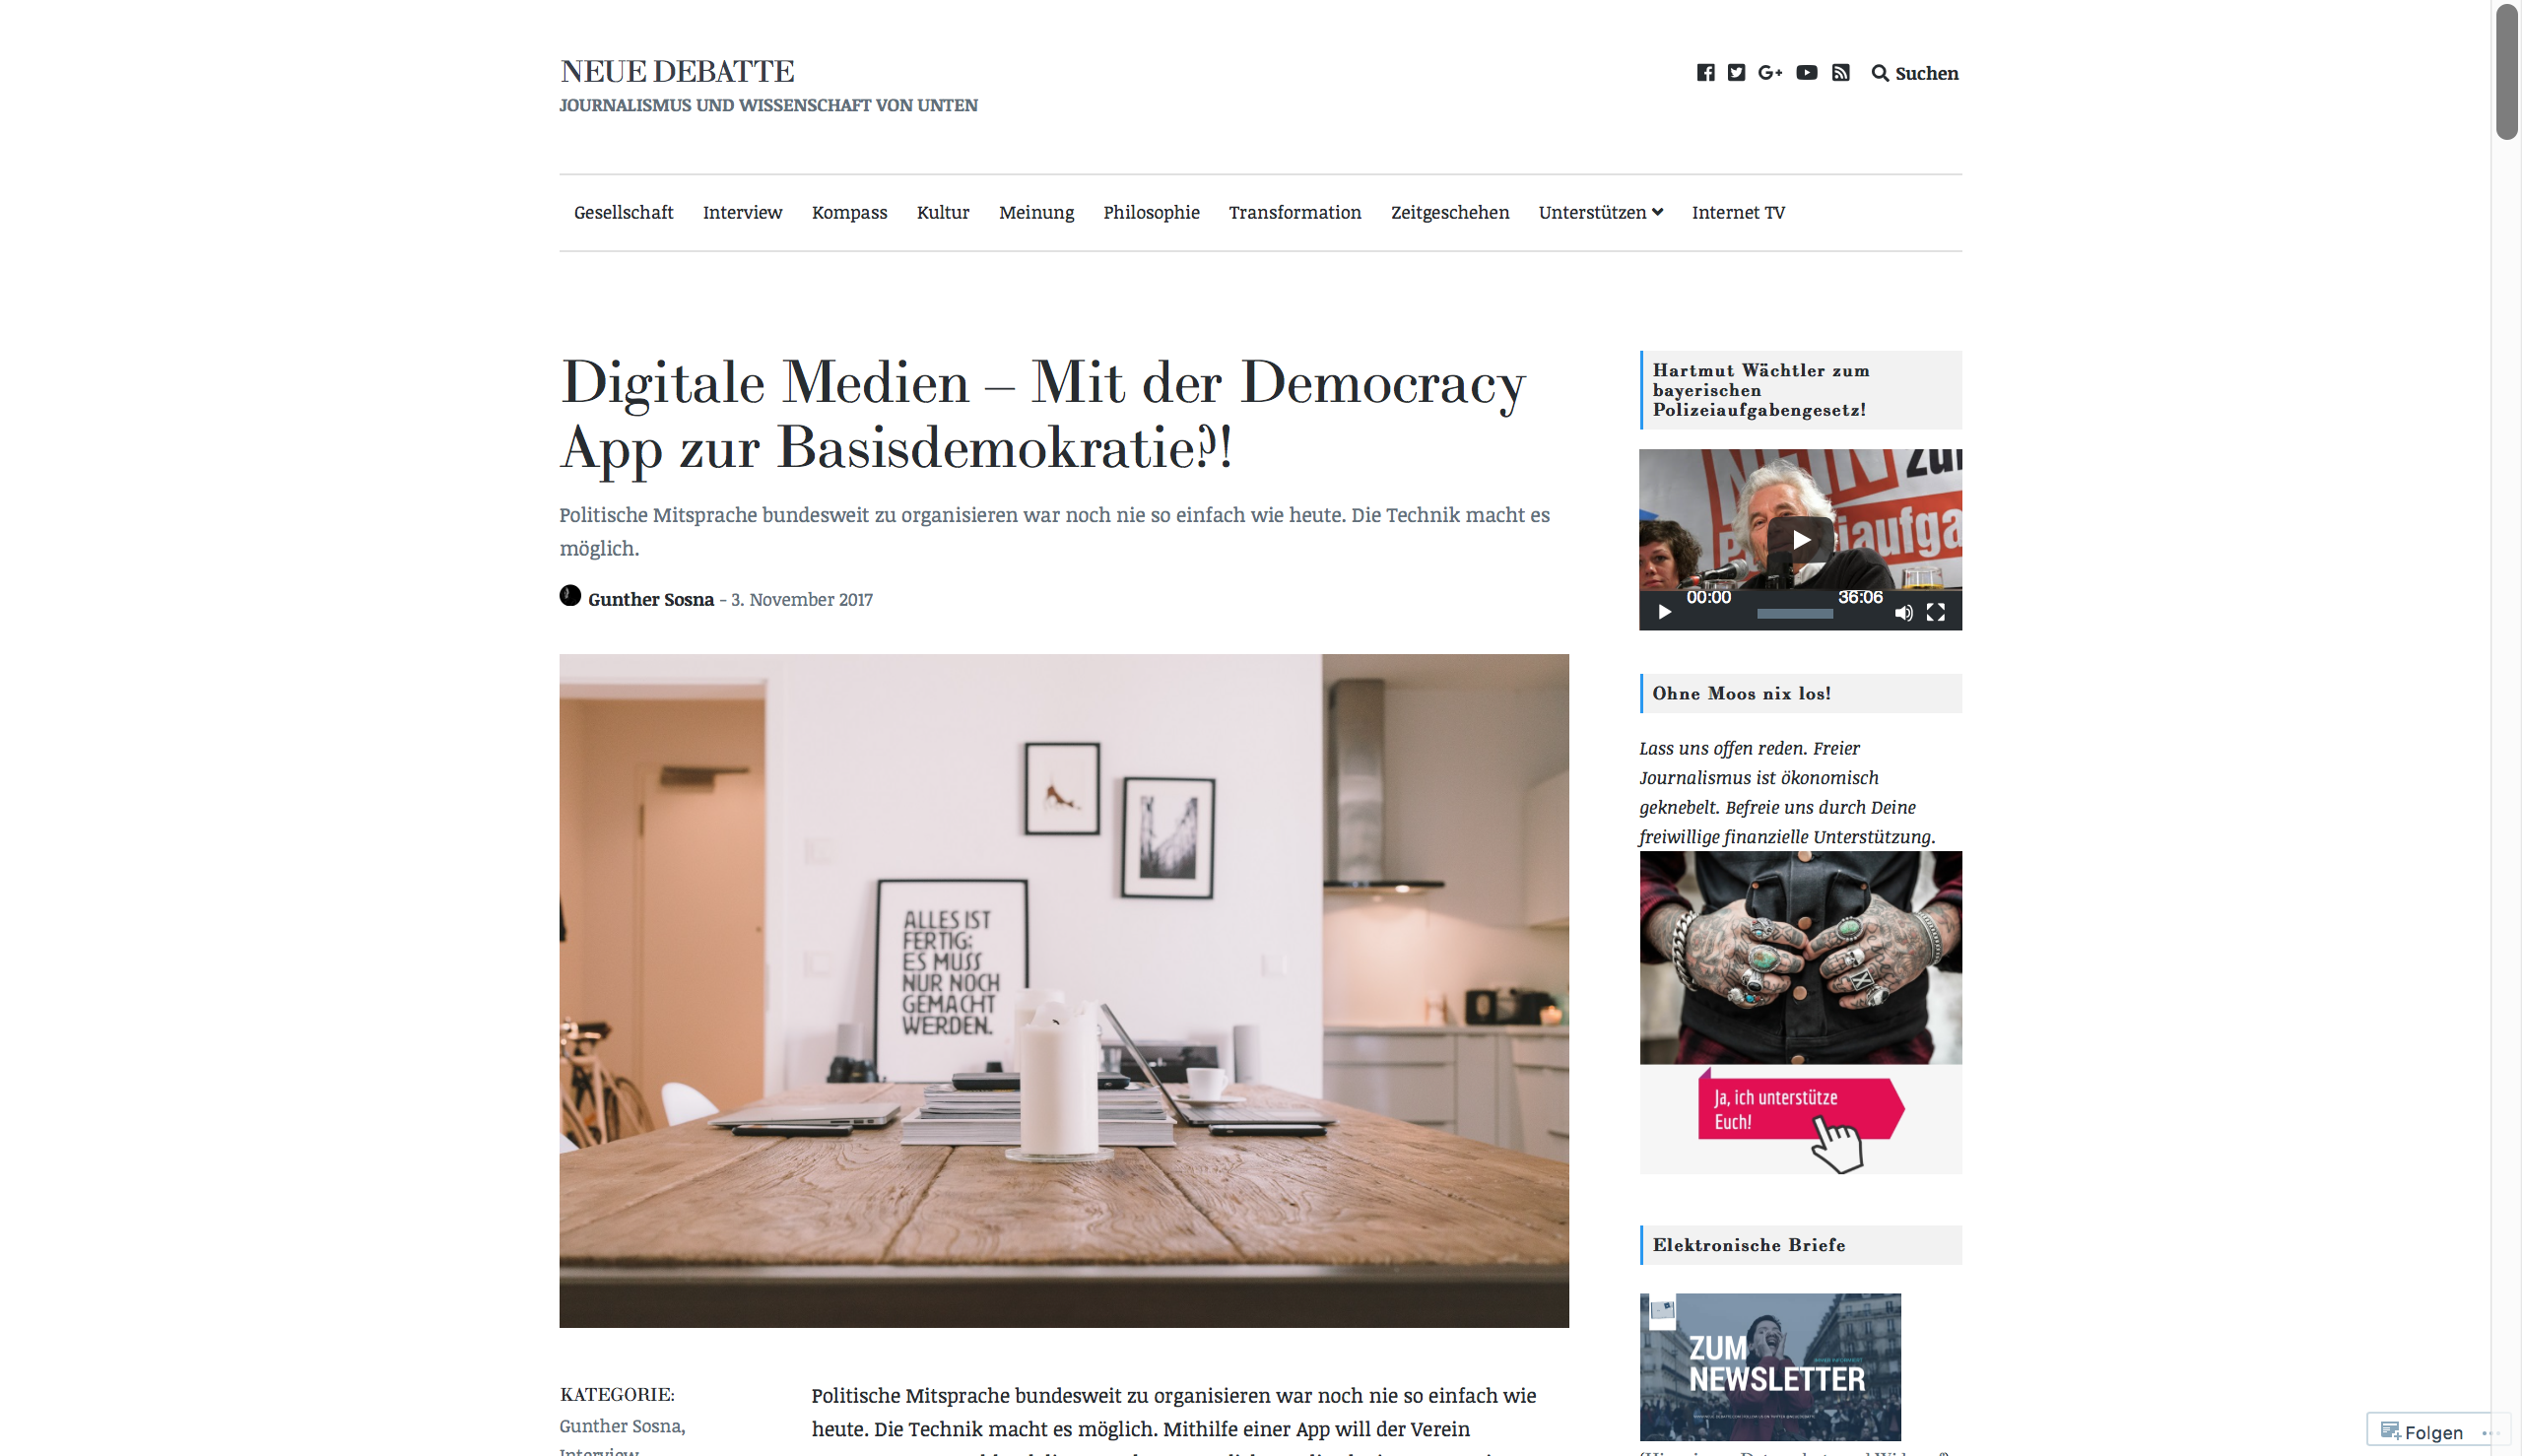 NEUE DEBATTE
JOURNALISMUS UND WISSENSCHAFT VON UNTEN
Suchen
Gesellschaft Interview Kompass Kultur Meinung Philosophie Transformation Zeitgeschehen Unterstützen Internet TV
Digitale Medien – Mit der Democracy
App zur Basisdemokratie?!
Politische Mitsprache bundesweit zu organisieren war noch nie so einfach wie heute. Die Technik macht es
möglich.
Gunther Sosna - 3. November 2017
ALLES IST
FERTIG;
ES MUSS
NUR NOCH
GEMACHT
WERDEN.
KATEGORIE:
Gunther Sosna,
Interview
Politische Mitsprache bundesweit zu organisieren war noch nie so einfach wie
heute. Die Technik macht es möglich. Mithilfe einer App will der Verein
Hartmut Wächtler zum
bayerischen
Polizeiaufgabengesetz!
NEIN zu
iaufga
00:00 36:06
Ohne Moos nix los!
Lass uns offen reden. Freier
Journalismus ist ökonomisch
geknebelt. Befreie uns durch Deine
freiwillige finanzielle Unterstützung.
Ja, ich unterstütze
Euch!
Elektronische Briefe
ZUM
NEWSLETTER
Folgen